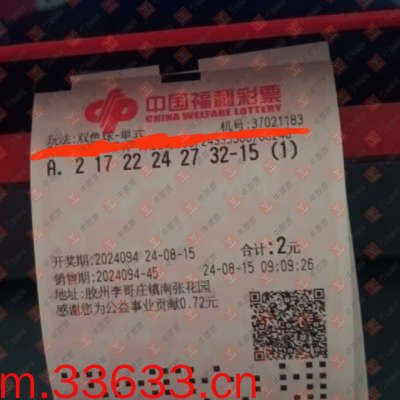 中国福利彩票
CHINA WELFARE LOTTERY
玩法:双色球-单式 机号:37021183
A. 2 17 22 24 27 32-15 (1)
开奖期:2024094 24-08-15 合计:2元
销售期:2024094-45 24-08-15 09:09:26
地址:胶州李哥庄镇南张花园
感谢您为公益事业贡献0.72元
m.33633.cn